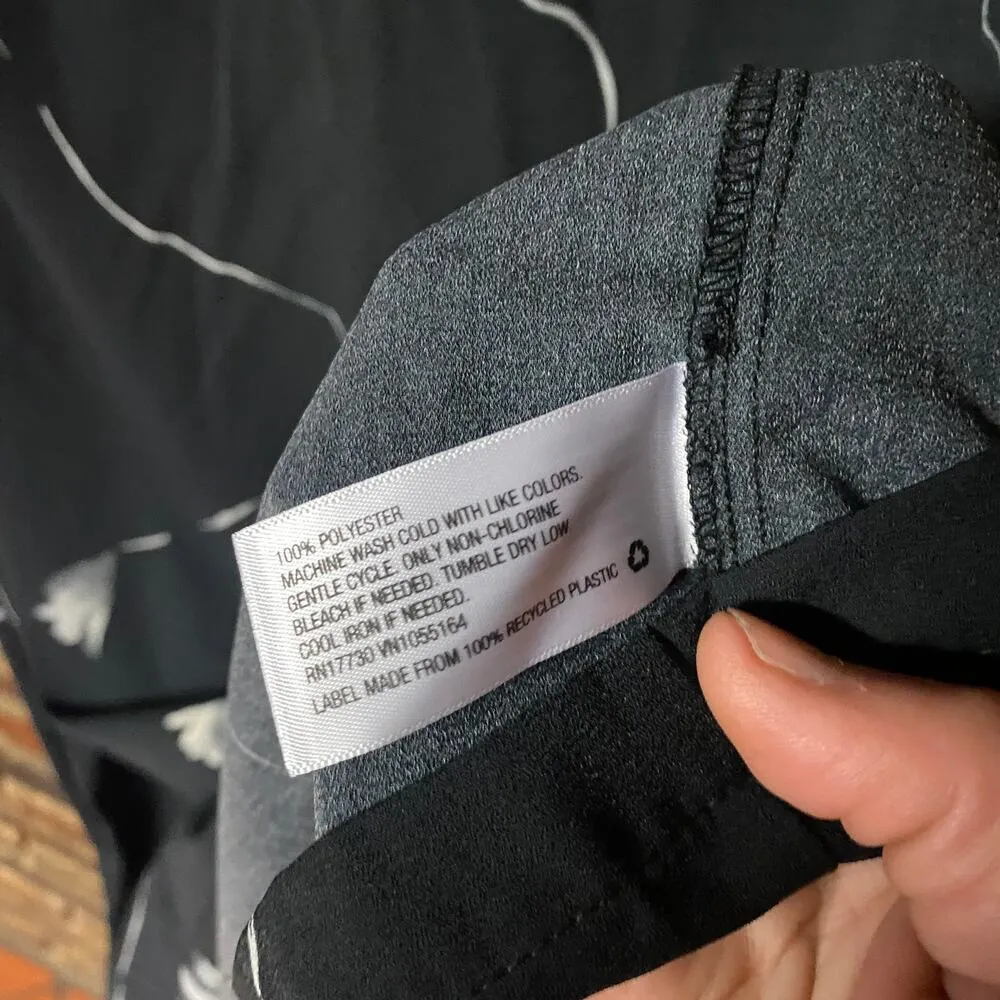 100% POLYESTER
MACHINE WASH COLD WITH LIKE COLORS.
GENTLE CYCLE. ONLY NON-CHLORINE
BLEACH IF NEEDED. TUMBLE DRY LOW
COOL IRON IF NEEDED.
RN17730 VN1055164
LABEL MADE FROM 100% RECYCLED PLASTIC